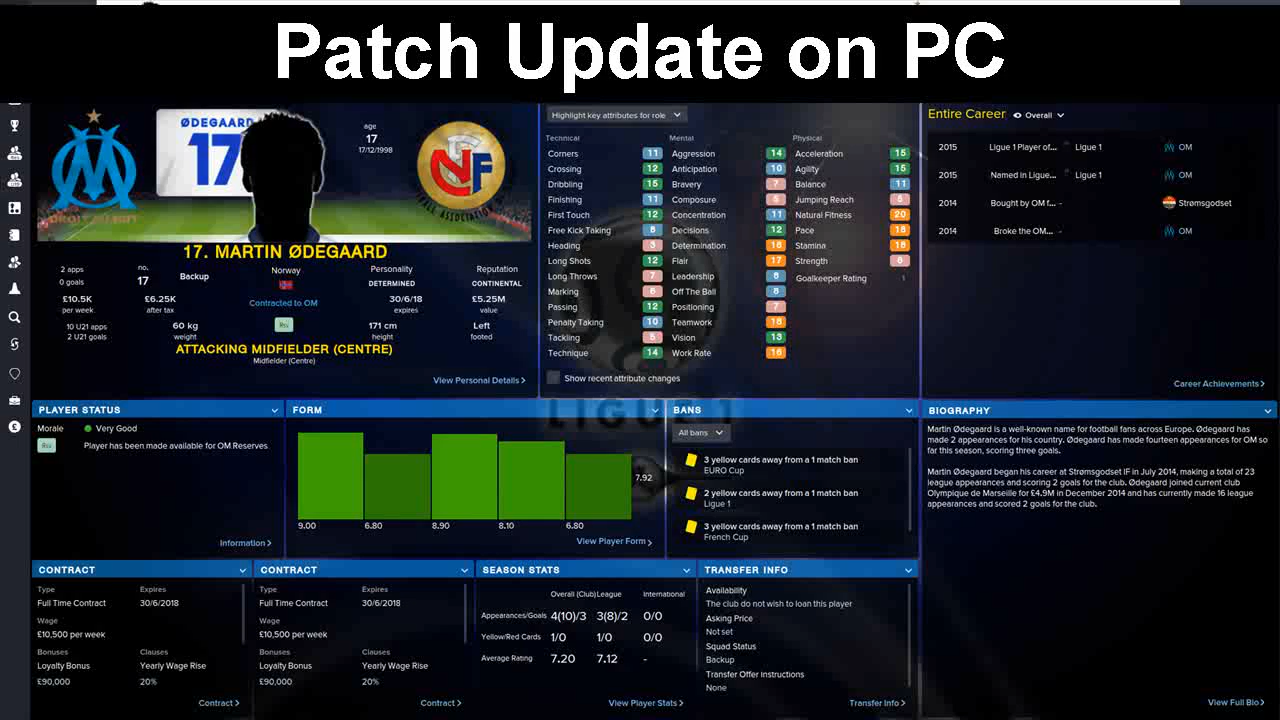 Patch Update on PC
DROIT AU BUT
ØDEGAARD
17
age
17
17/12/1998
NF
17. MARTIN ØDEGAARD
2 apps
0 goals
no.
17
Backup
Norway
Personality
DETERMINED
Reputation
CONTINENTAL
£10.5K
per week
£6.25K
after tax
Contracted to OM
30/6/18
expires
£5.25M
value
10 U21 apps
2 U21 goals
60 kg
weight
Rsv
171 cm
height
Left
footed
ATTACKING MIDFIELDER (CENTRE)
Midfielder (Centre)
View Personal Details
Highlight key attributes for role
Technical
Corners 11
Crossing 12
Dribbling 15
Finishing 11
First Touch 12
Free Kick Taking 8
Heading 3
Long Shots 12
Long Throws 7
Marking 6
Passing 12
Penalty Taking 10
Tackling 5
Technique 14
Mental
Aggression 14
Anticipation 10
Bravery 7
Composure
Concentration 11
Decisions 12
Determination
Flair 17
Leadership 8
Off The Ball 8
Positioning 7
Teamwork
Vision 13
Work Rate
Physical
Acceleration 15
Agility 15
Balance 11
Jumping Reach
Natural Fitness 20
Pace
Stamina
Strength
Goalkeeper Rating 1
Show recent attribute changes
LIGUE 1
Entire Career Overall
2015 Ligue 1 Player of... - Ligue 1 OM
2015 Named in Ligue... - Ligue 1 OM
2014 Bought by OM f... - Strømsgodset
2014 Broke the OM... - OM
Career Achievements
PLAYER STATUS
Morale Very Good
Rsv Player has been made available for OM Reserves
Information
FORM
7.92
9.00 6.80 8.90 8.10 6.80
View Player Form
BANS
All bans
3 yellow cards away from a 1 match ban
EURO Cup
2 yellow cards away from a 1 match ban
Ligue 1
3 yellow cards away from a 1 match ban
French Cup
BIOGRAPHY
Martin Ødegaard is a well-known name for football fans across Europe. Ødegaard has
made 2 appearances for his country. Ødegaard has made fourteen appearances for OM so
far this season, scoring three goals.
Martin Ødegaard began his career at Strømsgodset IF in July 2014, making a total of 23
league appearances and scoring 2 goals for the club. Ødegaard joined current club
Olympique de Marseille for £4.9M in December 2014 and has currently made 16 league
appearances and scored 2 goals for the club.
View Full Bio
CONTRACT
Type Expires
Full Time Contract 30/6/2018
Wage
£10,500 per week
Bonuses Clauses
Loyalty Bonus Yearly Wage Rise
£90,000 20%
Contract
CONTRACT
Type Expires
Full Time Contract 30/6/2018
Wage
£10,500 per week
Bonuses Clauses
Loyalty Bonus Yearly Wage Rise
£90,000 20%
Contract
SEASON STATS
Overall (Club) League International
Appearances/Goals 4(10)/3 3(8)/2 0/0
Yellow/Red Cards 1/0 1/0 0/0
Average Rating 7.20 7.12 -
View Player Stats
TRANSFER INFO
Availability
The club do not wish to loan this player
Asking Price
Not set
Squad Status
Backup
Transfer Offer Instructions
None
Transfer Info